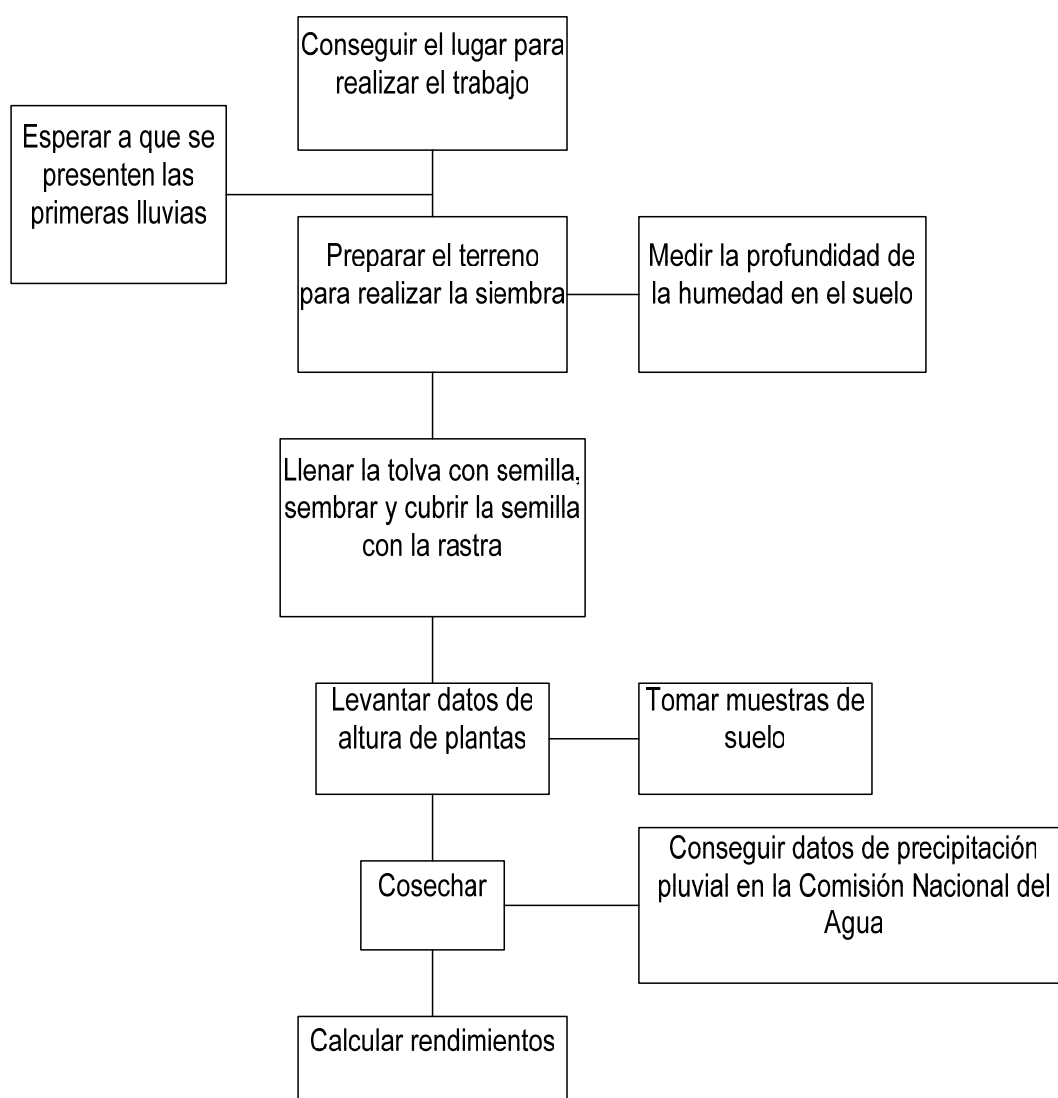 Conseguir el lugar para
realizar el trabajo
Esperar a que se
presenten las
primeras lluvias
Preparar el terreno
para realizar la siembra
Medir la profundidad de
la humedad en el suelo
Llenar la tolva con semilla,
sembrar y cubrir la semilla
con la rastra
Levantar datos de
altura de plantas
Tomar muestras de
suelo
Conseguir datos de precipitación
pluvial en la Comisión Nacional del
Agua
Cosechar
Calcular rendimientos